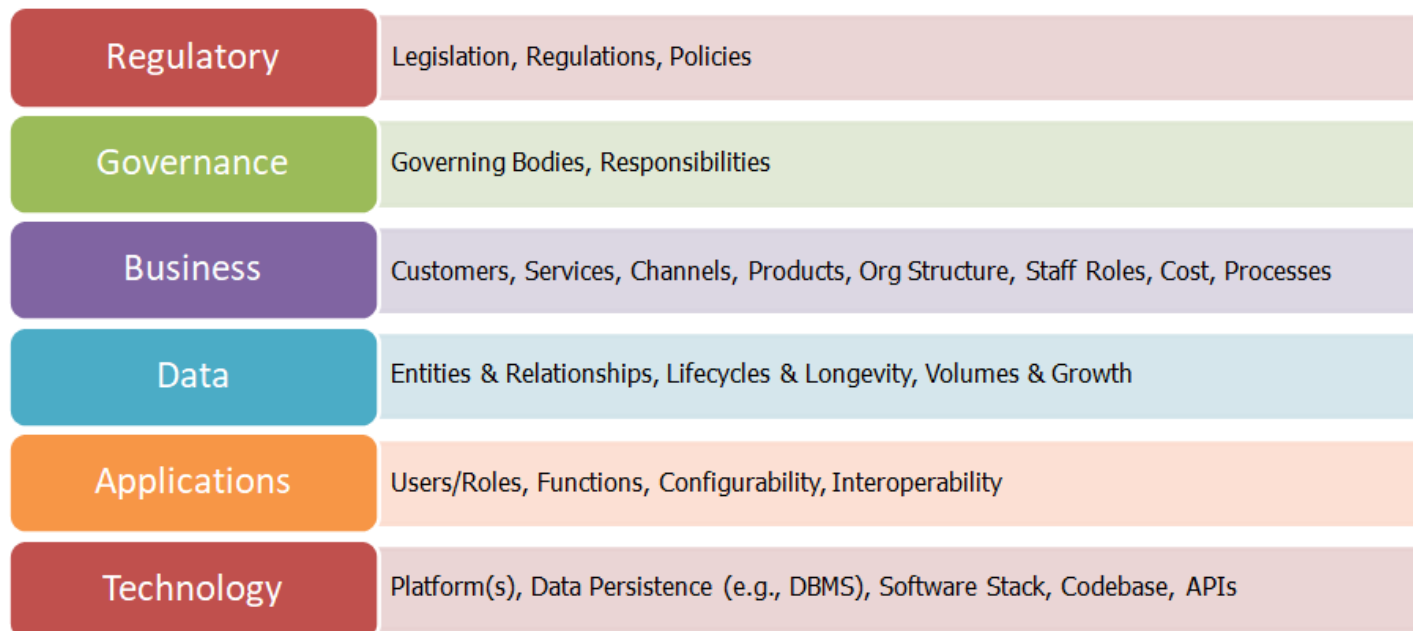 Regulatory
Legislation, Regulations, Policies
Governance
Governing Bodies, Responsibilities
Business
Customers, Services, Channels, Products, Org Structure, Staff Roles, Cost, Processes
Data
Entities & Relationships, Lifecycles & Longevity, Volumes & Growth
Applications
Users/Roles, Functions, Configurability, Interoperability
Technology
Platform(s), Data Persistence (e.g., DBMS), Software Stack, Codebase, APIs